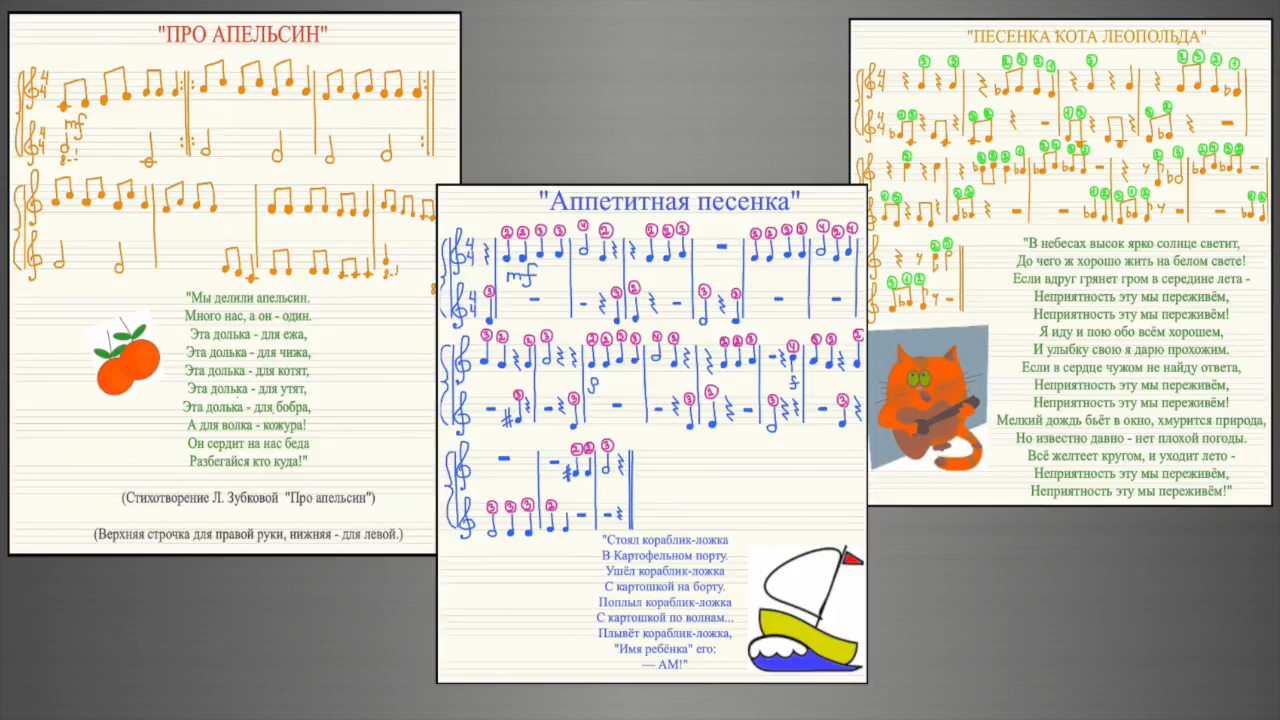 "ПРО АПЕЛЬСИН"
mf
"Мы делили апельсин.
Много нас, а он - один.
Эта долька - для ежа,
Эта долька - для чижа,
Эта долька - для котят,
Эта долька - для утят,
Эта долька - для бобра,
А для волка - кожура!
Он сердит на нас беда
Разбегайся кто куда!"
(Стихотворение Л. Зубковой "Про апельсин")
(Верхняя строчка для правой руки, нижняя - для левой.)
"Аппетитная песенка"
mf
"Стоял кораблик-ложка
В Картофельном порту.
Ушёл кораблик-ложка
С картошкой на борту.
Поплыл кораблик-ложка
С картошкой по волнам...
Плывёт кораблик-ложка,
"Имя ребёнка" его:
— АМ!"
"ПЕСЕНКА КОТА ЛЕОПОЛЬДА"
"В небесах высок ярко солнце светит,
До чего ж хорошо жить на белом свете!
Если вдруг грянет гром в середине лета -
Неприятность эту мы переживём,
Неприятность эту мы переживём!
Я иду и пою обо всём хорошем,
И улыбку свою я дарю прохожим.
Если в сердце чужом не найду ответа,
Неприятность эту мы переживём,
Неприятность эту мы переживём!
Мелкий дождь бьёт в окно, хмурится природа,
Но известно давно - нет плохой погоды.
Всё желтеет кругом, и уходит лето -
Неприятность эту мы переживём,
Неприятность эту мы переживём!"